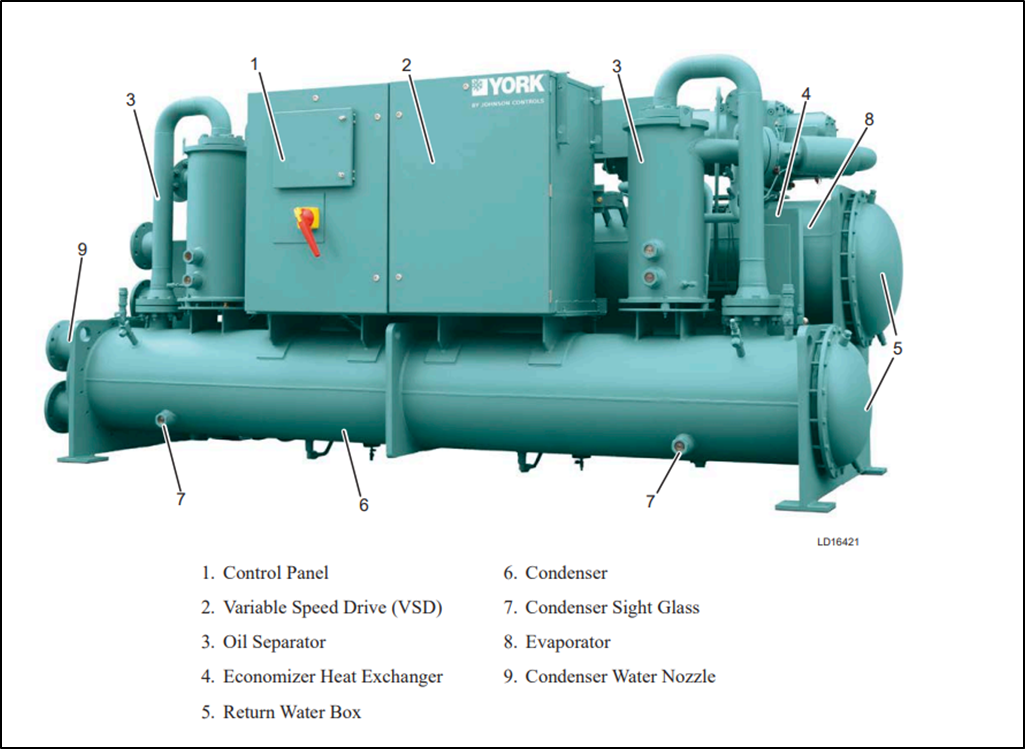 1
2
3
YORK
BY JOHNSON CONTROLS
3
4
8
9
5
7
6
7
LD16421
1. Control Panel
2. Variable Speed Drive (VSD)
3. Oil Separator
4. Economizer Heat Exchanger
5. Return Water Box
6. Condenser
7. Condenser Sight Glass
8. Evaporator
9. Condenser Water Nozzle